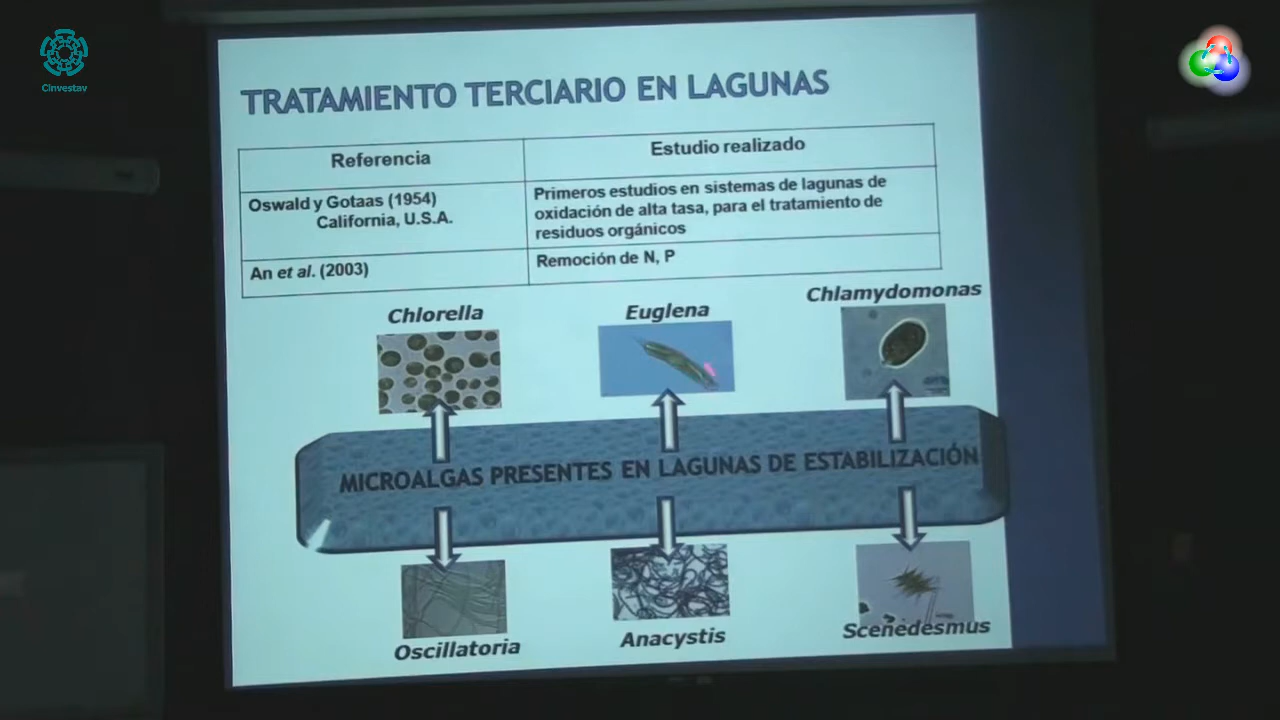 Cinvestav
TRATAMIENTO TERCIARIO EN LAGUNAS
Referencia
Estudio realizado
Oswald y Gotaas (1954)
California, U.S.A.
Primeros estudios en sistemas de lagunas de
oxidación de alta tasa, para el tratamiento de
residuos orgánicos
An et al. (2003)
Remoción de N, P
Chlorella
Euglena
Chlamydomonas
MICROALGAS PRESENTES EN LAGUNAS DE ESTABILIZACIÓN
Oscillatoria
Anacystis
Scenedesmus